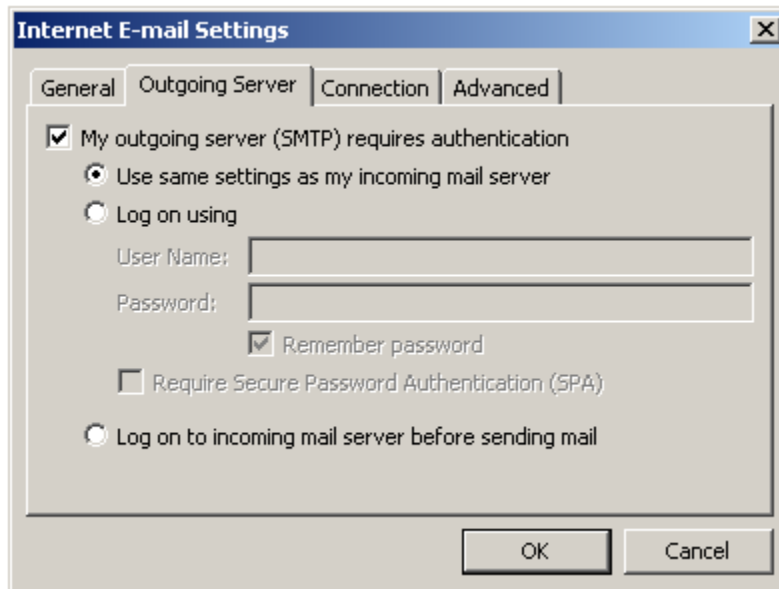 Internet E-mail Settings
General Outgoing Server Connection Advanced
My outgoing server (SMTP) requires authentication
Use same settings as my incoming mail server
Log on using
User Name:
Password:
Remember password
Require Secure Password Authentication (SPA)
Log on to incoming mail server before sending mail
OK Cancel